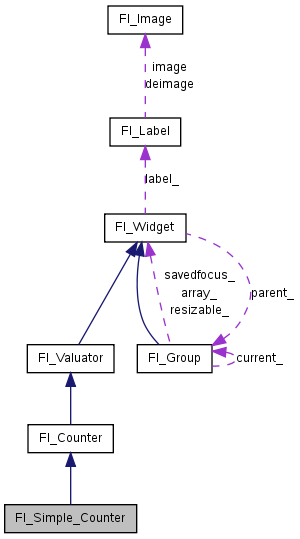 Fl_Image
image
deimage
Fl_Label
label_
Fl_Widget
savedfocus_
array_
resizable_
parent_
Fl_Valuator
Fl_Group
current_
Fl_Counter
Fl_Simple_Counter